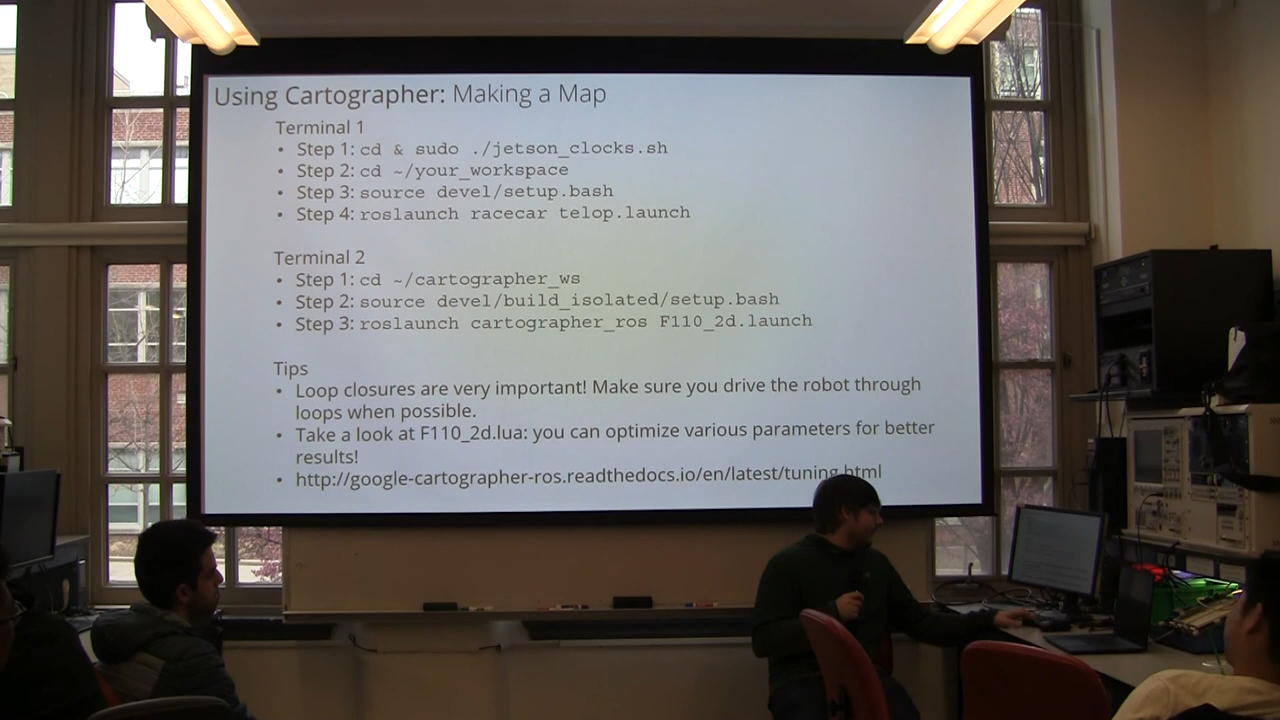 Using Cartographer: Making a Map
Terminal 1
• Step 1: cd & sudo ./jetson_clocks.sh
• Step 2: cd ~/your_workspace
• Step 3: source devel/setup.bash
• Step 4: roslaunch racecar telop.launch
Terminal 2
• Step 1: cd ~/cartographer_ws
• Step 2: source devel/build_isolated/setup.bash
• Step 3: roslaunch cartographer_ros F110_2d.launch
Tips
• Loop closures are very important! Make sure you drive the robot through
loops when possible.
• Take a look at F110_2d.lua: you can optimize various parameters for better
results!
• http://google-cartographer-ros.readthedocs.io/en/latest/tuning.html